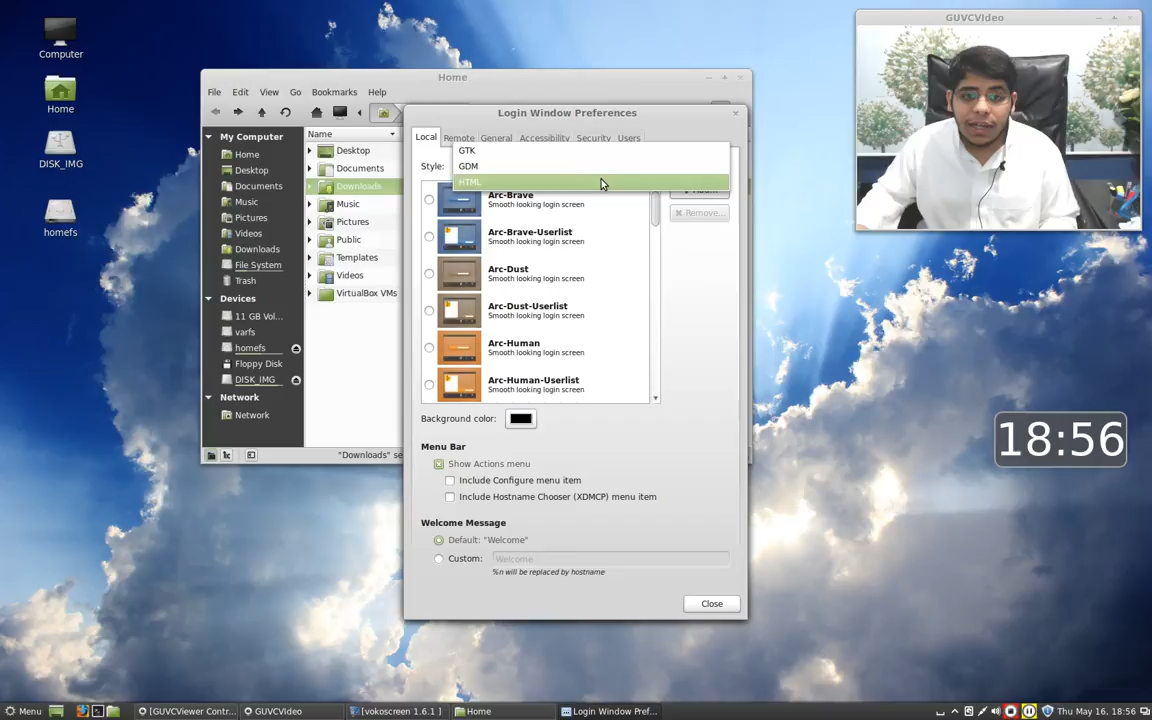 GUVCVIdeo
Computer
Home
DISK_IMG
homefs
Home
File Edit View Go Bookmarks Help
My Computer
Home
Desktop
Documents
Music
Pictures
Videos
Downloads
File System
Trash
Devices
11 GB Vol...
varfs
homefs
Floppy Disk
DISK_IMG
Network
Network
Name
Desktop
Documents
Downloads
Music
Pictures
Public
Templates
Videos
VirtualBox VMs
"Downloads" se
Login Window Preferences
Local Remote General Accessibility Security Users
Style:
GTK
GDM
HTML
Remove...
Arc-Brave
Smooth looking login screen
Arc-Brave-Userlist
Smooth looking login screen
Arc-Dust
Smooth looking login screen
Arc-Dust-Userlist
Smooth looking login screen
Arc-Human
Smooth looking login screen
Arc-Human-Userlist
Smooth looking login screen
Background color:
Menu Bar
Show Actions menu
Include Configure menu item
Include Hostname Chooser (XDMCP) menu item
Welcome Message
Default: "Welcome"
Custom: Welcome
%n will be replaced by hostname
Close
18:56
Menu [GUVCViewer Contr... GUVCVIdeo [vokoscreen 1.6.1 ] Home Login Window Pref... Thu May 16, 18:56